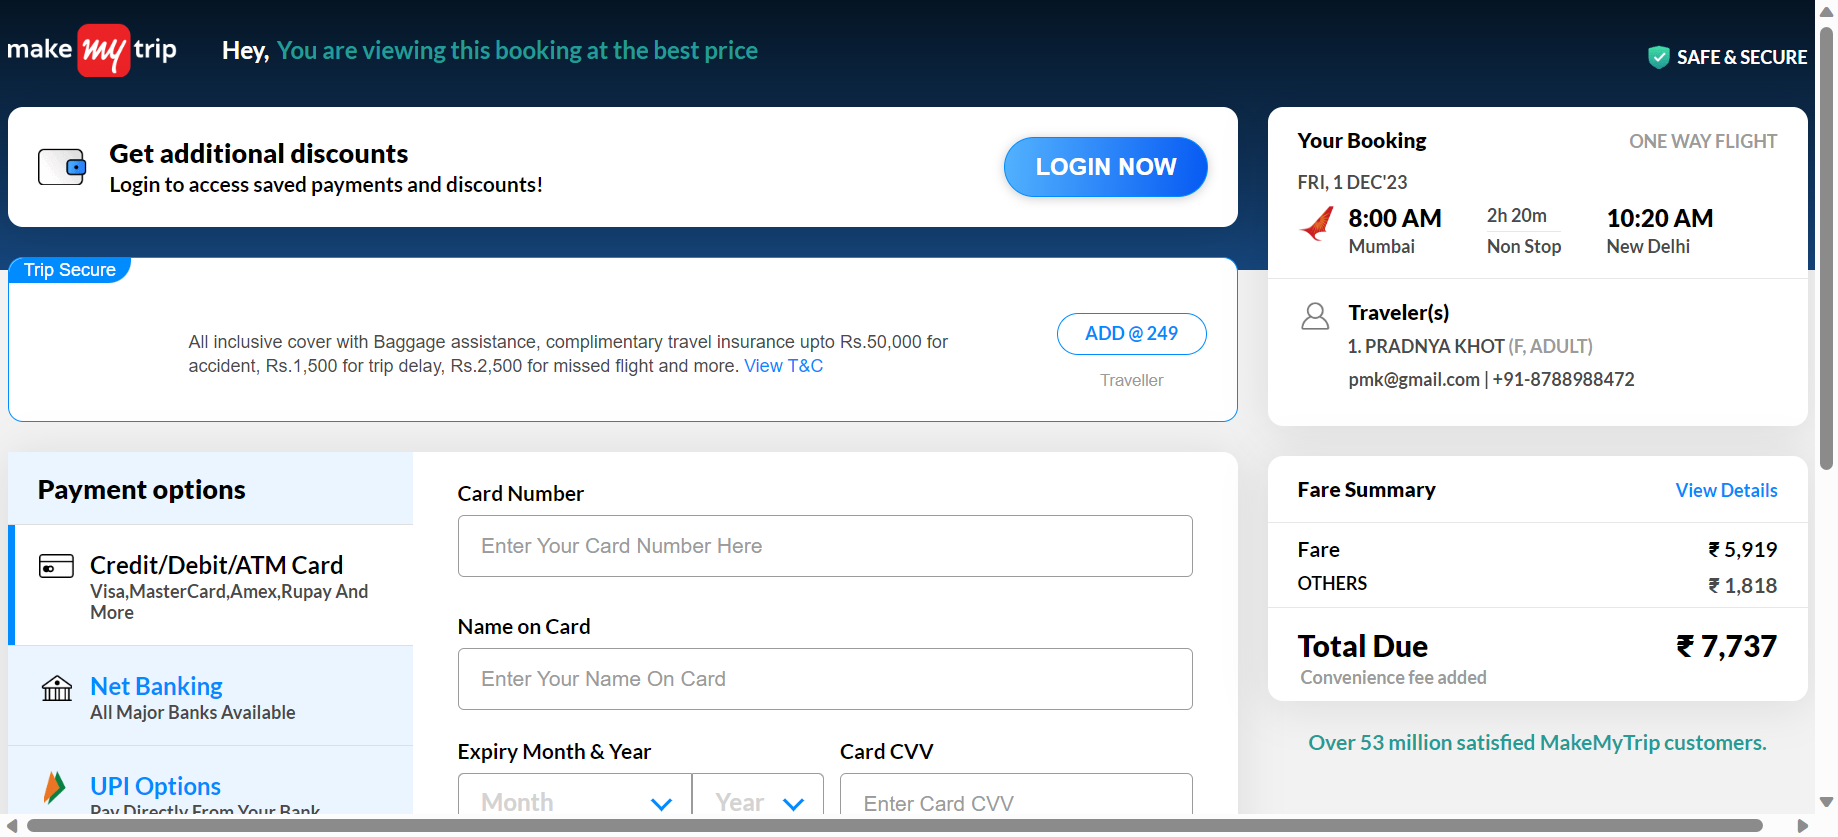 make my trip
Hey, You are viewing this booking at the best price
SAFE & SECURE
Get additional discounts
Login to access saved payments and discounts!
LOGIN NOW
Trip Secure
All inclusive cover with Baggage assistance, complimentary travel insurance upto Rs.50,000 for
accident, Rs.1,500 for trip delay, Rs.2,500 for missed flight and more. View T&C
ADD @ 249
Traveller
Payment options
Credit/Debit/ATM Card
Visa,MasterCard,Amex,Rupay And
More
Net Banking
All Major Banks Available
UPI Options
Pay Directly From Your Bank
Card Number
Enter Your Card Number Here
Name on Card
Enter Your Name On Card
Expiry Month & Year
Month
Year
Card CVV
Enter Card CVV
Your Booking
ONE WAY FLIGHT
FRI, 1 DEC'23
8:00 AM
Mumbai
2h 20m
Non Stop
10:20 AM
New Delhi
Traveler(s)
1. PRADNYA KHOT (F, ADULT)
pmk@gmail.com | +91-8788988472
Fare Summary
View Details
Fare ₹ 5,919
OTHERS ₹ 1,818
Total Due ₹ 7,737
Convenience fee added
Over 53 million satisfied MakeMyTrip customers.